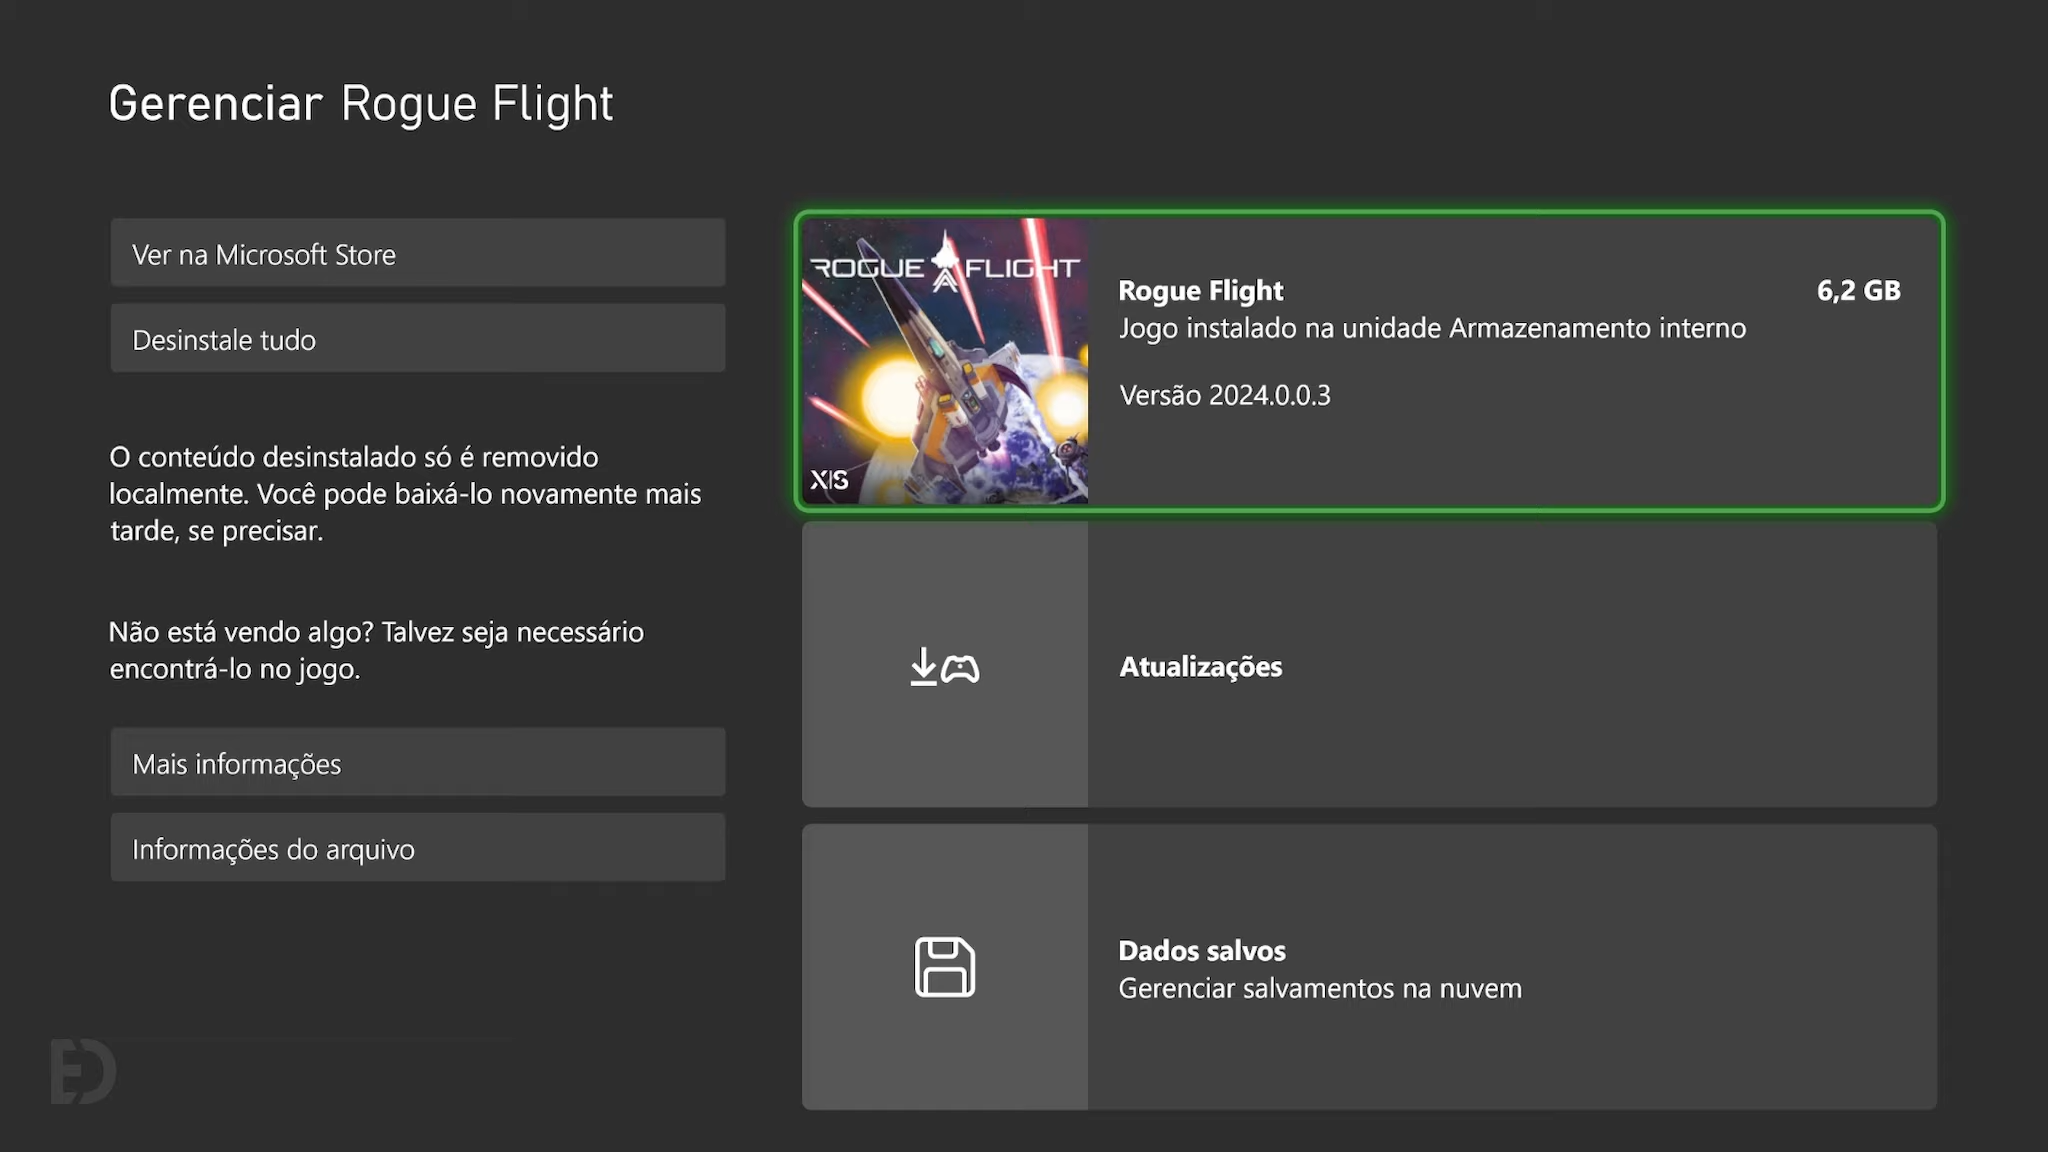 Gerenciar Rogue Flight
Ver na Microsoft Store
Desinstale tudo
O conteúdo desinstalado só é removido
localmente. Você pode baixá-lo novamente mais
tarde, se precisar.
Não está vendo algo? Talvez seja necessário
encontrá-lo no jogo.
Mais informações
Informações do arquivo
ROGUE FLIGHT
X|S
Rogue Flight 6,2 GB
Jogo instalado na unidade Armazenamento interno
Versão 2024.0.0.3
Atualizações
Dados salvos
Gerenciar salvamentos na nuvem
ED